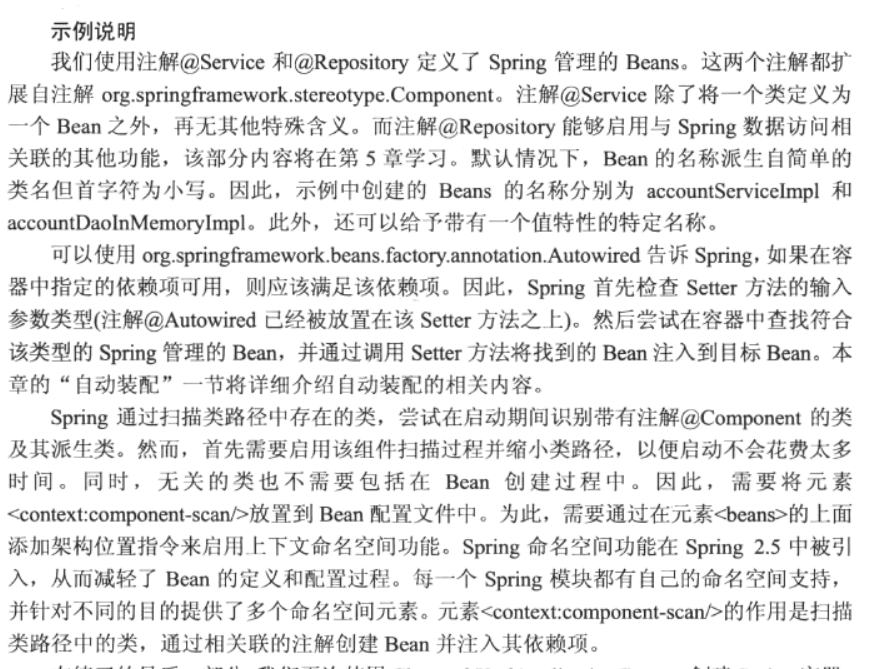 示例说明
我们使用注解@Service 和@Repository 定义了 Spring 管理的 Beans。这两个注解都扩
展自注解 org.springframework.stereotype.Component。注解@Service 除了将一个类定义为
一个 Bean 之外，再无其他特殊含义。而注解@Repository 能够启用与 Spring 数据访问相
关联的其他功能，该部分内容将在第 5 章学习。默认情况下，Bean 的名称派生自简单的
类名但首字符为小写。因此，示例中创建的 Beans 的名称分别为 accountServiceImpl 和
accountDaoInMemoryImpl。此外，还可以给予带有一个值特性的特定名称。
可以使用 org.springframework.beans.factory.annotation.Autowired 告诉 Spring，如果在容
器中指定的依赖项可用，则应该满足该依赖项。因此，Spring 首先检查 Setter 方法的输入
参数类型(注解@Autowired 已经被放置在该 Setter 方法之上)。然后尝试在容器中查找符合
该类型的 Spring 管理的 Bean，并通过调用 Setter 方法将找到的 Bean 注入到目标 Bean。本
章的“自动装配”一节将详细介绍自动装配的相关内容。
Spring 通过扫描类路径中存在的类，尝试在启动期间识别带有注解@Component 的类
及其派生类。然而，首先需要启用该组件扫描过程并缩小类路径，以便启动不会花费太多
时间。同时，无关的类也不需要包括在 Bean 创建过程中。因此，需要将元素
<context:component-scan/>放置到 Bean 配置文件中。为此，需要通过在元素<beans>的上面
添加架构位置指令来启用上下文命名空间功能。Spring 命名空间功能在 Spring 2.5 中被引
入，从而减轻了 Bean 的定义和配置过程。每一个 Spring 模块都有自己的命名空间支持，
并针对不同的目的提供了多个命名空间元素。元素<context:component-scan/>的作用是扫描
类路径中的类，通过相关联的注解创建 Bean 并注入其依赖项。